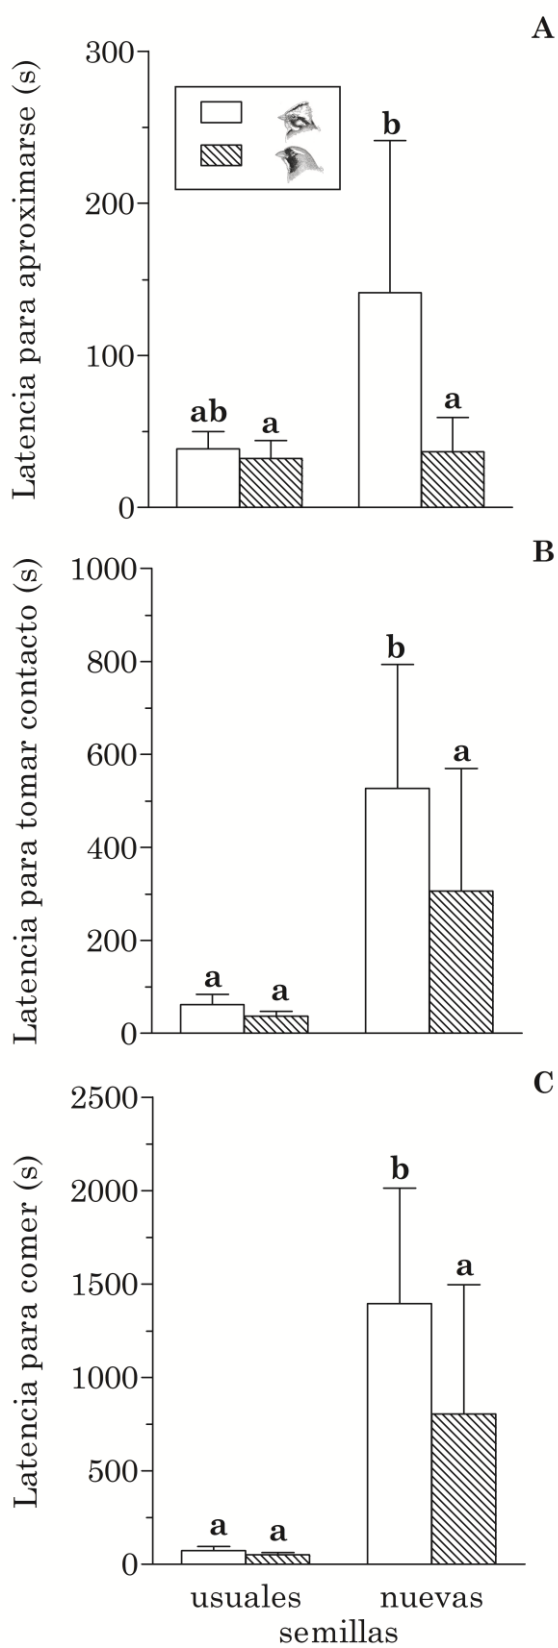 A
Latencia para aproximarse (s)
300
200
100
0
ab
a
b
a
B
Latencia para tomar contacto (s)
1000
800
600
400
200
0
a
a
b
a
C
Latencia para comer (s)
2500
2000
1500
1000
500
0
a
a
b
a
usuales
nuevas
semillas